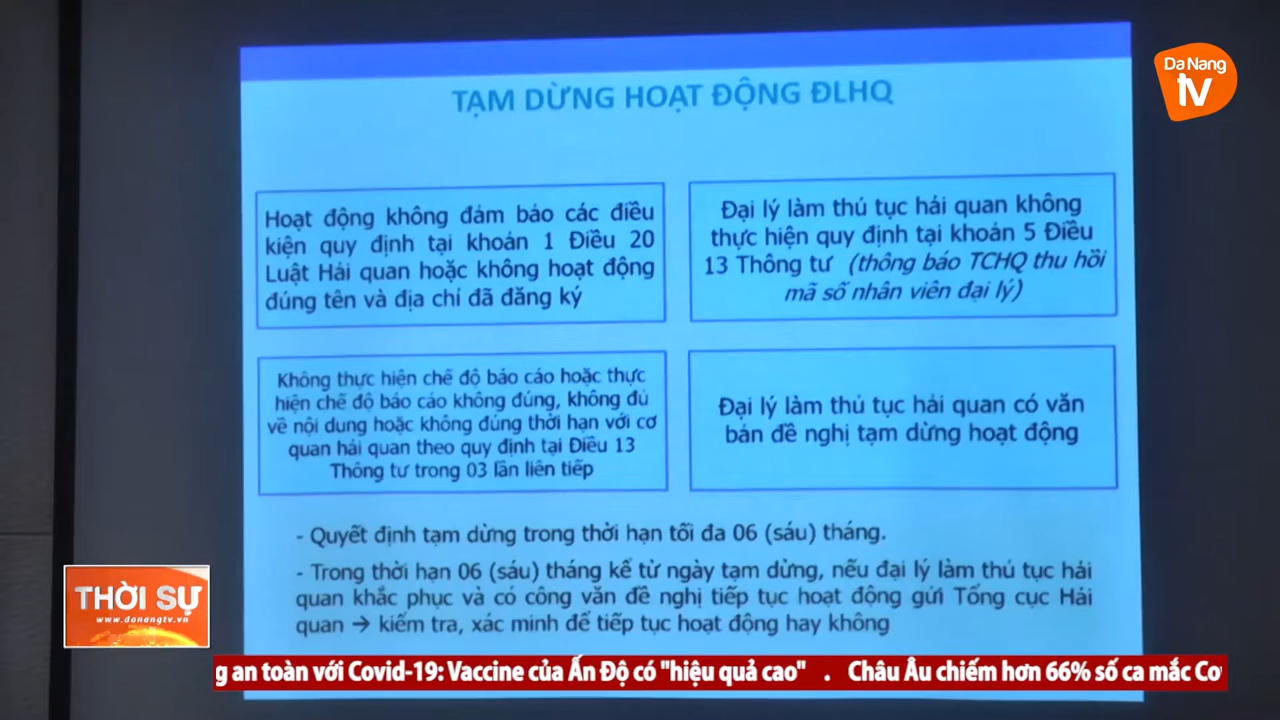 Da Nang
tv
TẠM DỪNG HOẠT ĐỘNG ĐLHQ
Hoạt động không đảm bảo các điều
kiện quy định tại khoản 1 Điều 20
Luật Hải quan hoặc không hoạt động
đúng tên và địa chỉ đã đăng ký
Đại lý làm thủ tục hải quan không
thực hiện quy định tại khoản 5 Điều
13 Thông tư (thông báo TCHQ thu hồi
mã số nhân viên đại lý)
Không thực hiện chế độ báo cáo hoặc thực
hiện chế độ báo cáo không đúng, không đủ
về nội dung hoặc không đúng thời hạn với cơ
quan hải quan theo quy định tại Điều 13
Thông tư trong 03 lần liên tiếp
Đại lý làm thủ tục hải quan có văn
bản đề nghị tạm dừng hoạt động
- Quyết định tạm dừng trong thời hạn tối đa 06 (sáu) tháng.
- Trong thời hạn 06 (sáu) tháng kể từ ngày tạm dừng, nếu đại lý làm thủ tục hải
quan khắc phục và có công văn đề nghị tiếp tục hoạt động gửi Tổng cục Hải
quan → kiểm tra, xác minh để tiếp tục hoạt động hay không
THỜI SỰ
www.danangtv.vn
g an toàn với Covid-19: Vaccine của Ấn Độ có "hiệu quả cao" . Châu Âu chiếm hơn 66% số ca mắc Co